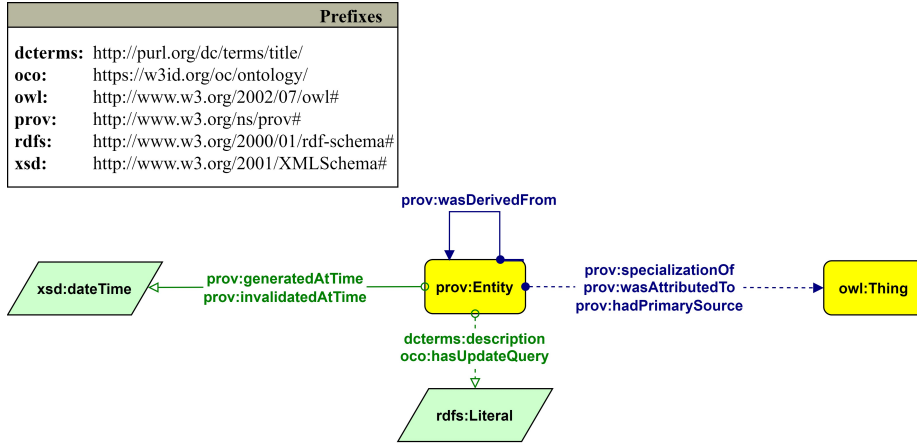 Prefixes
dcterms: http://purl.org/dc/terms/title/
oco: https://w3id.org/oc/ontology/
owl: http://www.w3.org/2002/07/owl#
prov: http://www.w3.org/ns/prov#
rdfs: http://www.w3.org/2000/01/rdf-schema#
xsd: http://www.w3.org/2001/XMLSchema#
prov:wasDerivedFrom
xsd:dateTime
prov:generatedAtTime
prov:invalidatedAtTime
prov:Entity
prov:specializationOf
prov:wasAttributedTo
prov:hadPrimarySource
owl:Thing
dcterms:description
oco:hasUpdateQuery
rdfs:Literal